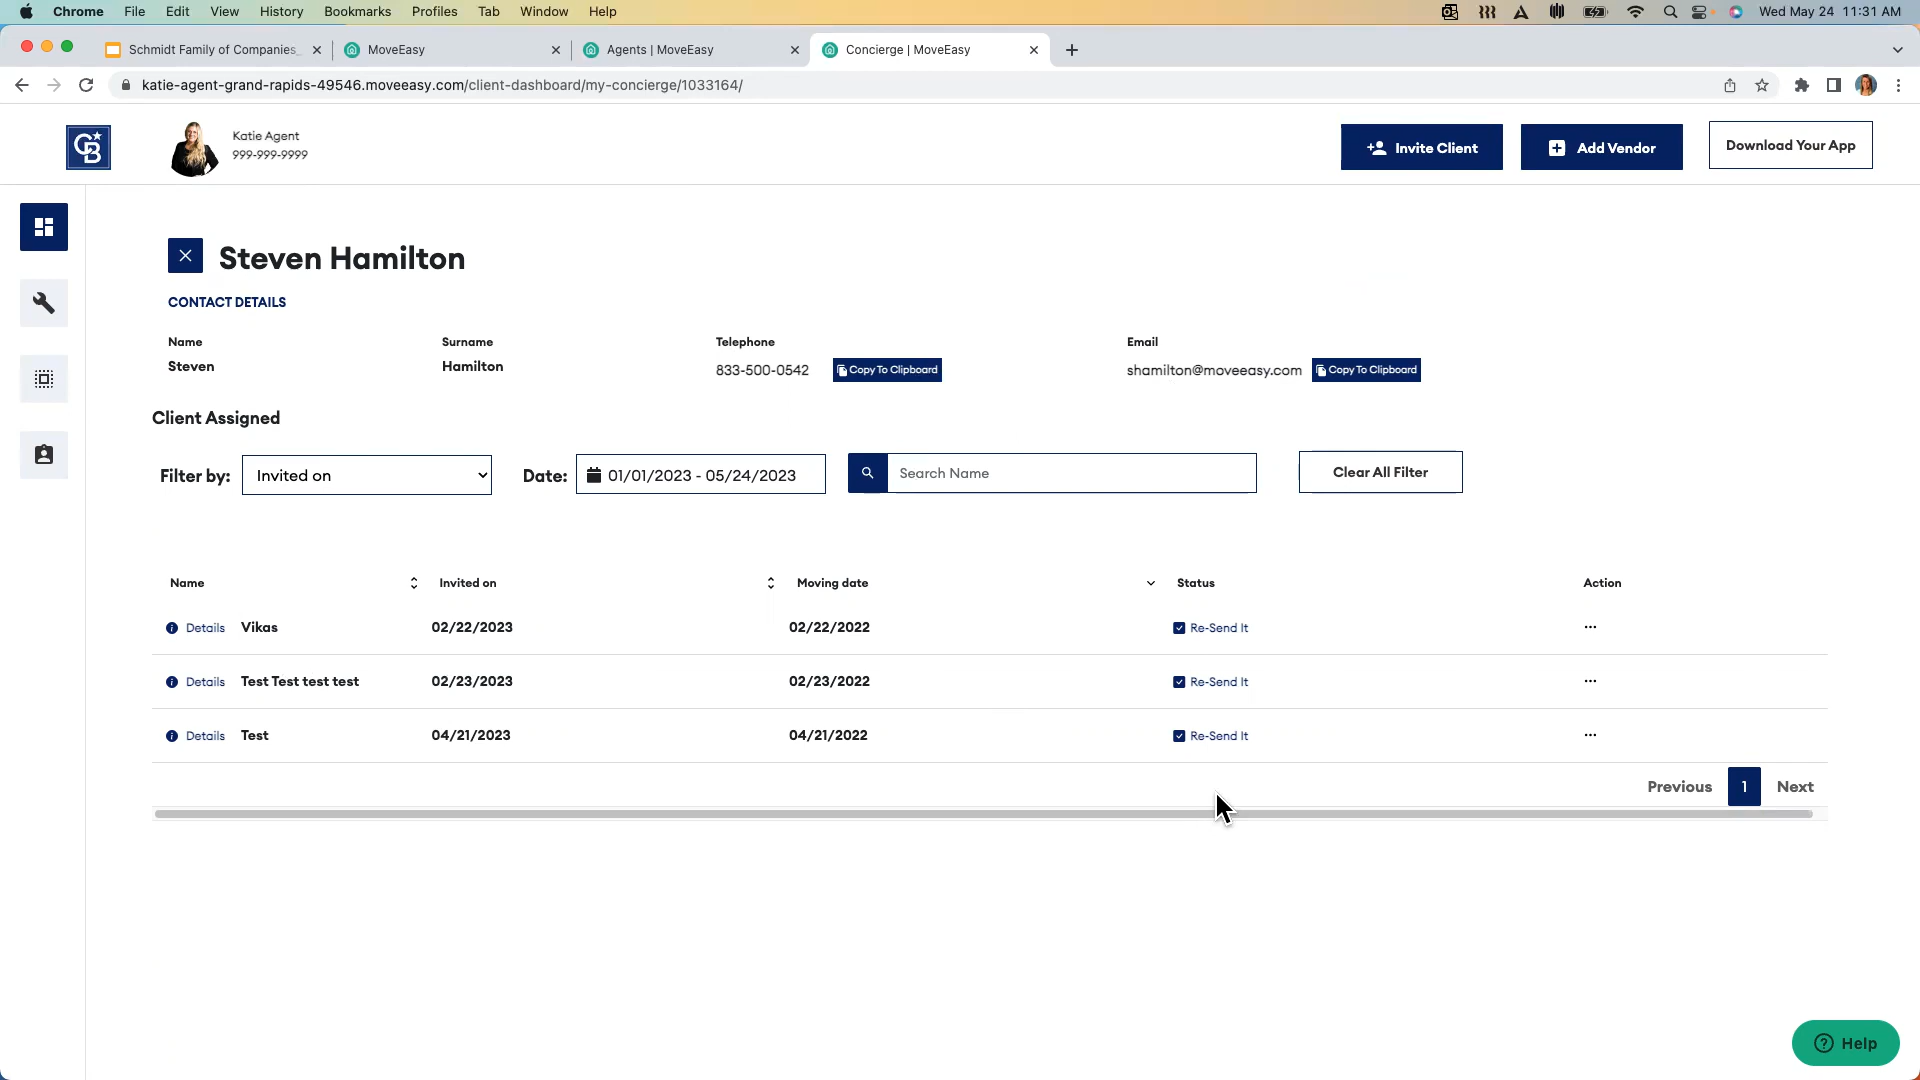 Chrome File Edit View History Bookmarks Profiles Tab Window Help Wed May 24 11:31 AM
Schmidt Family of Companies_ MoveEasy Agents | MoveEasy Concierge | MoveEasy
katie-agent-grand-rapids-49546.moveeasy.com/client-dashboard/my-concierge/1033164/
CB
Katie Agent
999-999-9999
Invite Client Add Vendor Download Your App
Steven Hamilton
CONTACT DETAILS
Name Surname Telephone Email
Steven Hamilton 833-500-0542 Copy To Clipboard shamilton@moveeasy.com Copy To Clipboard
Client Assigned
Filter by: Invited on Date: 01/01/2023 - 05/24/2023 Search Name Clear All Filter
Name Invited on Moving date Status Action
Details Vikas 02/22/2023 02/22/2022 Re-Send It ...
Details Test Test test test 02/23/2023 02/23/2022 Re-Send It ...
Details Test 04/21/2023 04/21/2022 Re-Send It ...
Previous 1 Next
Help